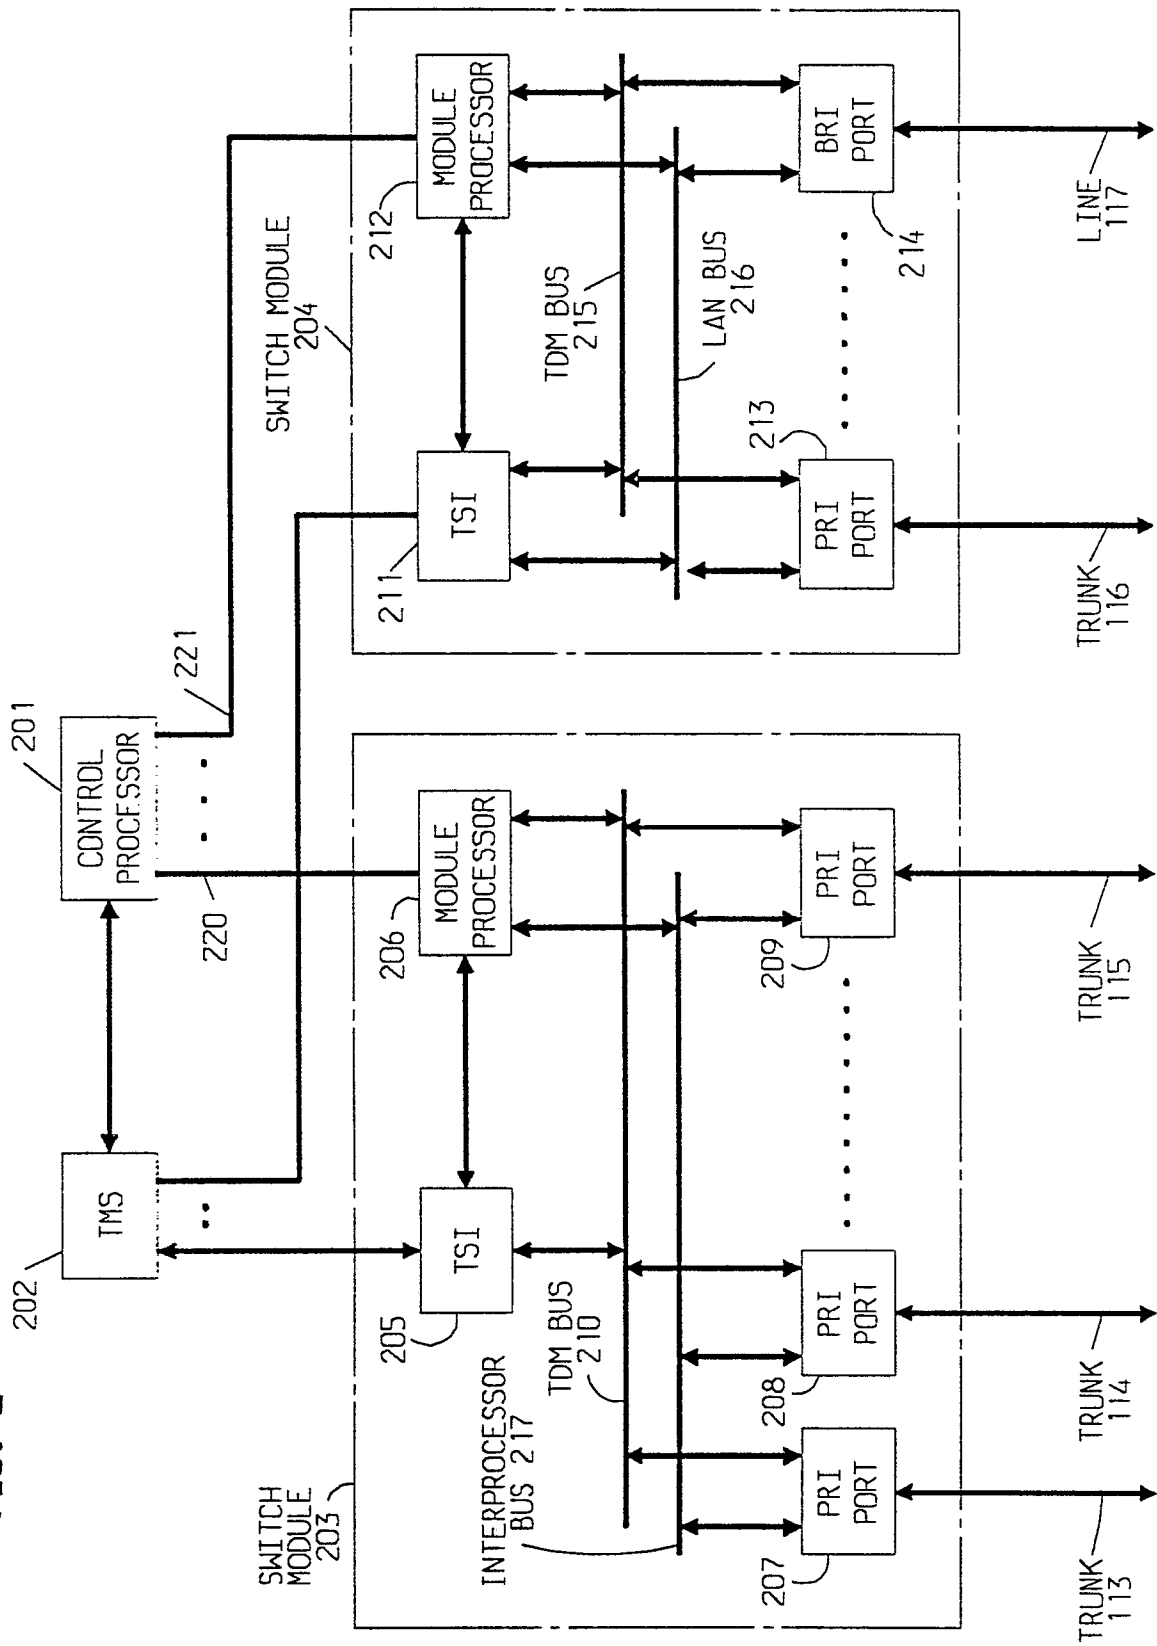 202
TMS
201
CONTROL
PROCESSOR
220
221
SWITCH
MODULE
203
SWITCH MODULE
204
205
TSI
206
MODULE
PROCESSOR
211
TSI
212
MODULE
PROCESSOR
INTERPROCESSOR
BUS 217
TDM BUS
210
TDM BUS
215
LAN BUS
216
207
PRI
PORT
208
PRI
PORT
209
PRI
PORT
213
PRI
PORT
214
BRI
PORT
TRUNK
113
TRUNK
114
TRUNK
115
TRUNK
116
LINE
117